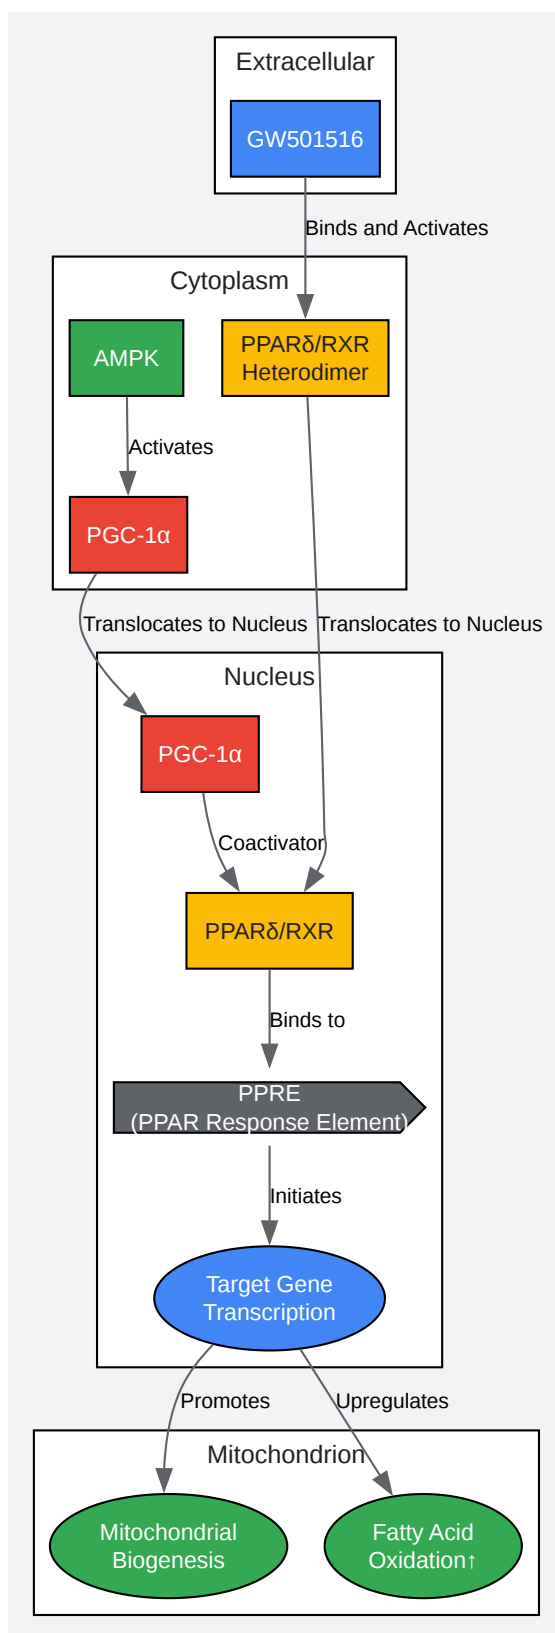 Extracellular
GW501516
Binds and Activates
Cytoplasm
AMPK
PPARδ/RXR
Heterodimer
Activates
PGC-1α
Translocates to Nucleus
Translocates to Nucleus
Nucleus
PGC-1α
Coactivator
PPARδ/RXR
Binds to
PPRE
(PPAR Response Element)
Initiates
Target Gene
Transcription
Promotes
Upregulates
Mitochondrion
Mitochondrial
Biogenesis
Fatty Acid
Oxidation↑